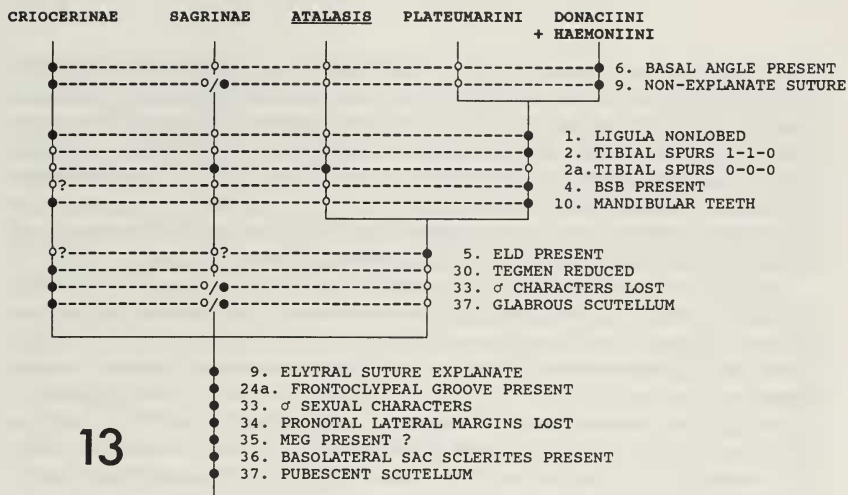 CRIOCERINAE SAGRINAE ATALASIS PLATEUMARINI DONACIINI
+ HAEMONIINI
6. BASAL ANGLE PRESENT
o/● 9. NON-EXPLANATE SUTURE
1. LIGULA NONLOBED
2. TIBIAL SPURS 1-1-0
2a.TIBIAL SPURS 0-0-0
? 4. BSB PRESENT
10. MANDIBULAR TEETH
? ? 5. ELD PRESENT
30. TEGMEN REDUCED
o/● 33. ♂ CHARACTERS LOST
o/● 37. GLABROUS SCUTELLUM
9. ELYTRAL SUTURE EXPLANATE
24a. FRONTOCLYPEAL GROOVE PRESENT
33. ♂ SEXUAL CHARACTERS
34. PRONOTAL LATERAL MARGINS LOST
35. MEG PRESENT ?
36. BASOLATERAL SAC SCLERITES PRESENT
37. PUBESCENT SCUTELLUM
13